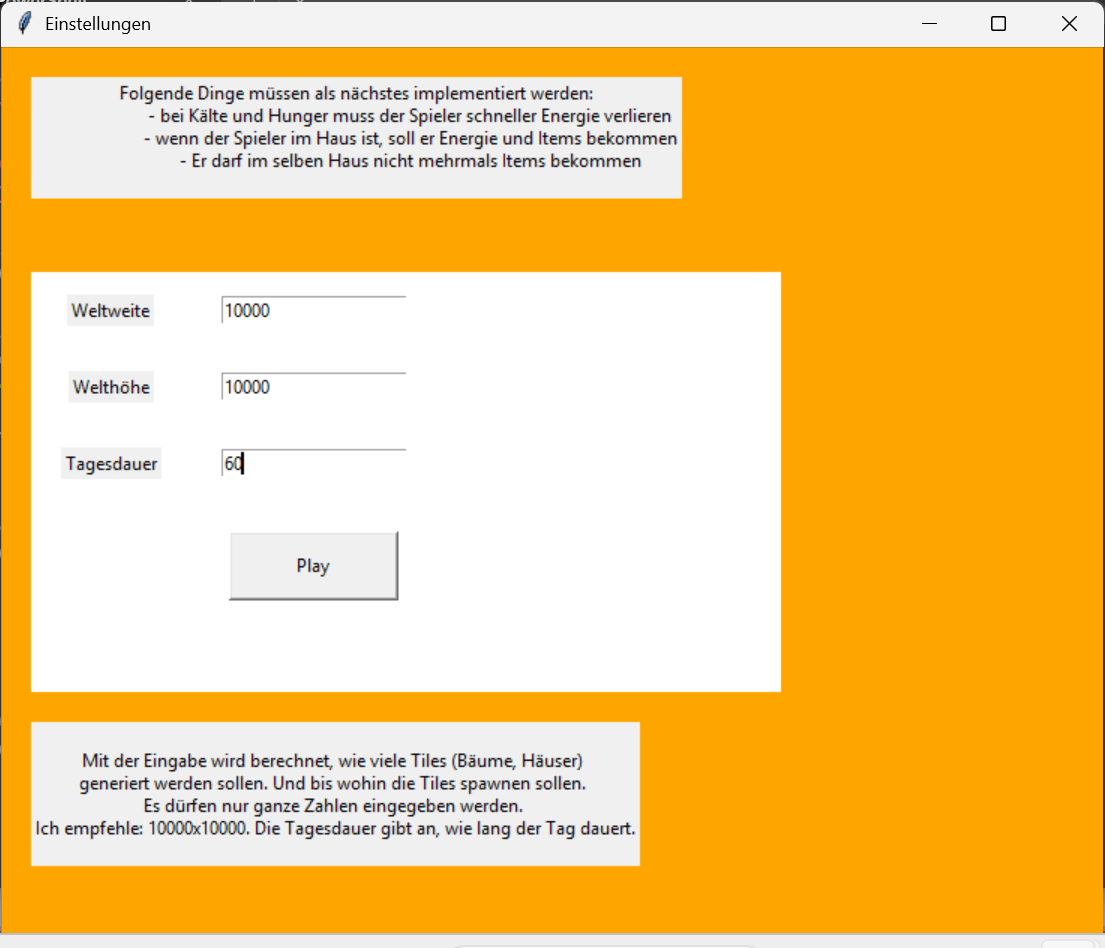 Einstellungen
Folgende Dinge müssen als nächstes implementiert werden:
- bei Kälte und Hunger muss der Spieler schneller Energie verlieren
- wenn der Spieler im Haus ist, soll er Energie und Items bekommen
- Er darf im selben Haus nicht mehrmals Items bekommen
Weltweite 10000
Welthöhe 10000
Tagesdauer 60
Play
Mit der Eingabe wird berechnet, wie viele Tiles (Bäume, Häuser)
generiert werden sollen. Und bis wohin die Tiles spawnen sollen.
Es dürfen nur ganze Zahlen eingegeben werden.
Ich empfehle: 10000x10000. Die Tagesdauer gibt an, wie lang der Tag dauert.